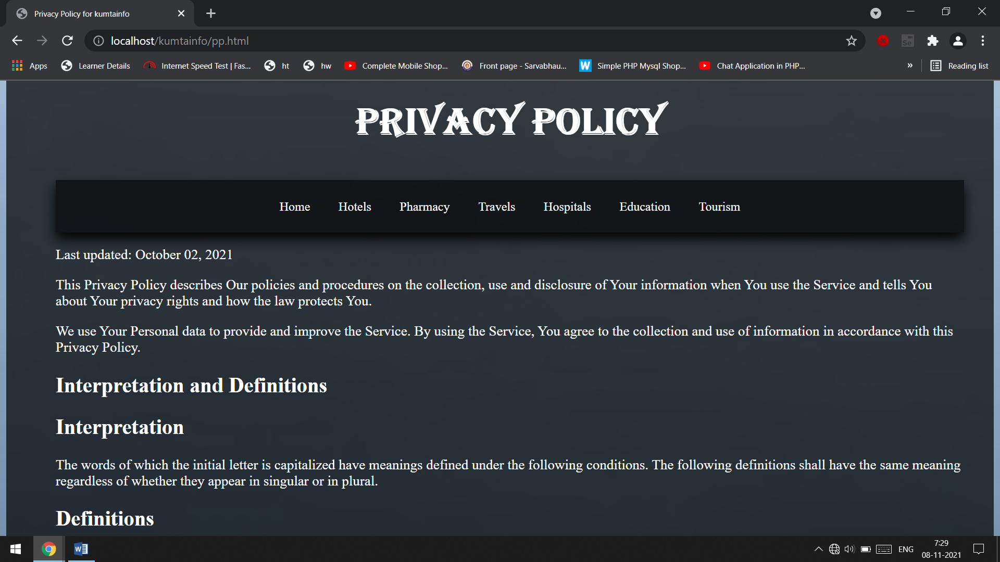 Privacy Policy for kumtainfo
localhost/kumtainfo/pp.html
Apps Learner Details Internet Speed Test | Fas... ht hw Complete Mobile Shop... Front page - Sarvabhau... W Simple PHP Mysql Shop... Chat Application in PHP... » Reading list
Se
PRIVACY POLICY
Home Hotels Pharmacy Travels Hospitals Education Tourism
Last updated: October 02, 2021
This Privacy Policy describes Our policies and procedures on the collection, use and disclosure of Your information when You use the Service and tells You
about Your privacy rights and how the law protects You.
We use Your Personal data to provide and improve the Service. By using the Service, You agree to the collection and use of information in accordance with this
Privacy Policy.
Interpretation and Definitions
Interpretation
The words of which the initial letter is capitalized have meanings defined under the following conditions. The following definitions shall have the same meaning
regardless of whether they appear in singular or in plural.
Definitions
W ENG 7:29
08-11-2021